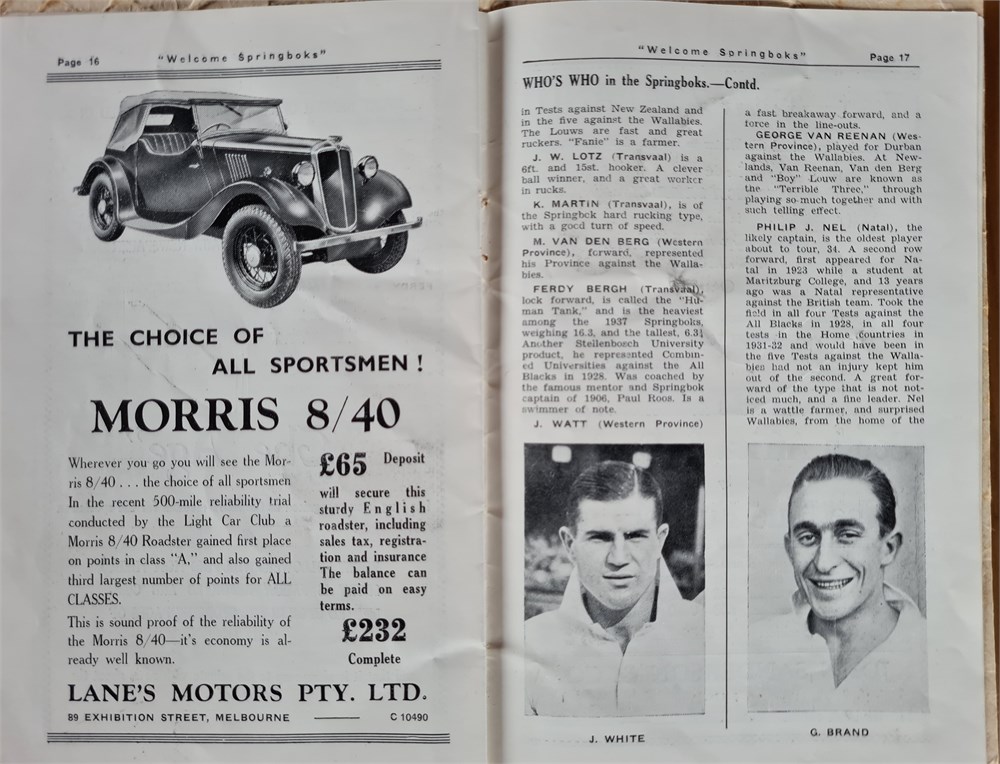 Page 16
"Welcome Springboks"
THE CHOICE OF
ALL SPORTSMEN !
MORRIS 8/40
Wherever you go you will see the Mor-
ris 8/40 . . . the choice of all sportsmen
In the recent 500-mile reliability trial
conducted by the Light Car Club a
Morris 8/40 Roadster gained first place
on points in class "A," and also gained
third largest number of points for ALL
CLASSES.
This is sound proof of the reliability of
the Morris 8/40—it's economy is al-
ready well known.
£65 Deposit
will secure this
sturdy English
roadster, including
sales tax, registra-
tion and insurance
The balance can
be paid on easy
terms.
£232
Complete
LANE'S MOTORS PTY. LTD.
89 EXHIBITION STREET, MELBOURNE —— C 10490
"Welcome Springboks"
Page 17
WHO'S WHO in the Springboks.—Contd.
in Tests against New Zealand and
in the five against the Wallabies.
The Louws are fast and great
ruckers. "Fanie" is a farmer.
J. W. LOTZ (Transvaal) is a
6ft. and 15st. hooker. A clever
ball winner, and a great worker
in rucks.
K. MARTIN (Transvaal), is of
the Springbck hard rucking type,
with a good turn of speed.
M. VAN DEN BERG (Western
Province), forward, represented
his Province against the Walla-
bies.
FERDY BERGH (Transvaal),
lock forward, is called the "Hu-
man Tank," and is the heaviest
among the 1937 Springboks,
weighing 16.3, and the tallest, 6.3½
Another Stellenbosch University
product, he represented Combin-
ed Universities against the All
Blacks in 1928. Was coached by
the famous mentor and Springbok
captain of 1906, Paul Roos. Is a
swimmer of note.
J. WATT (Western Province)
J. WHITE
a fast breakaway forward, and a
force in the line-outs.
GEORGE VAN REENAN (Wes-
tern Province), played for Durban
against the Wallabies. At New-
lands, Van Reenan, Van den Berg
and "Boy" Louw are known as
the "Terrible Three," through
playing so much together and with
such telling effect.
PHILIP J. NEL (Natal), the
likely captain, is the oldest player
about to tour, 34. A second row
forward, first appeared for Na-
tal in 1923 while a student at
Maritzburg College, and 13 years
ago was a Natal representative
against the British team. Took the
field in all four Tests against the
All Blacks in 1928, in all four
tests in the Home Countries in
1931-32 and would have been in
the five Tests against the Walla-
bies had not an injury kept him
out of the second. A great for-
ward of the type that is not not-
iced much, and a fine leader. Nel
is a wattle farmer, and surprised
Wallabies, from the home of the
G. BRAND